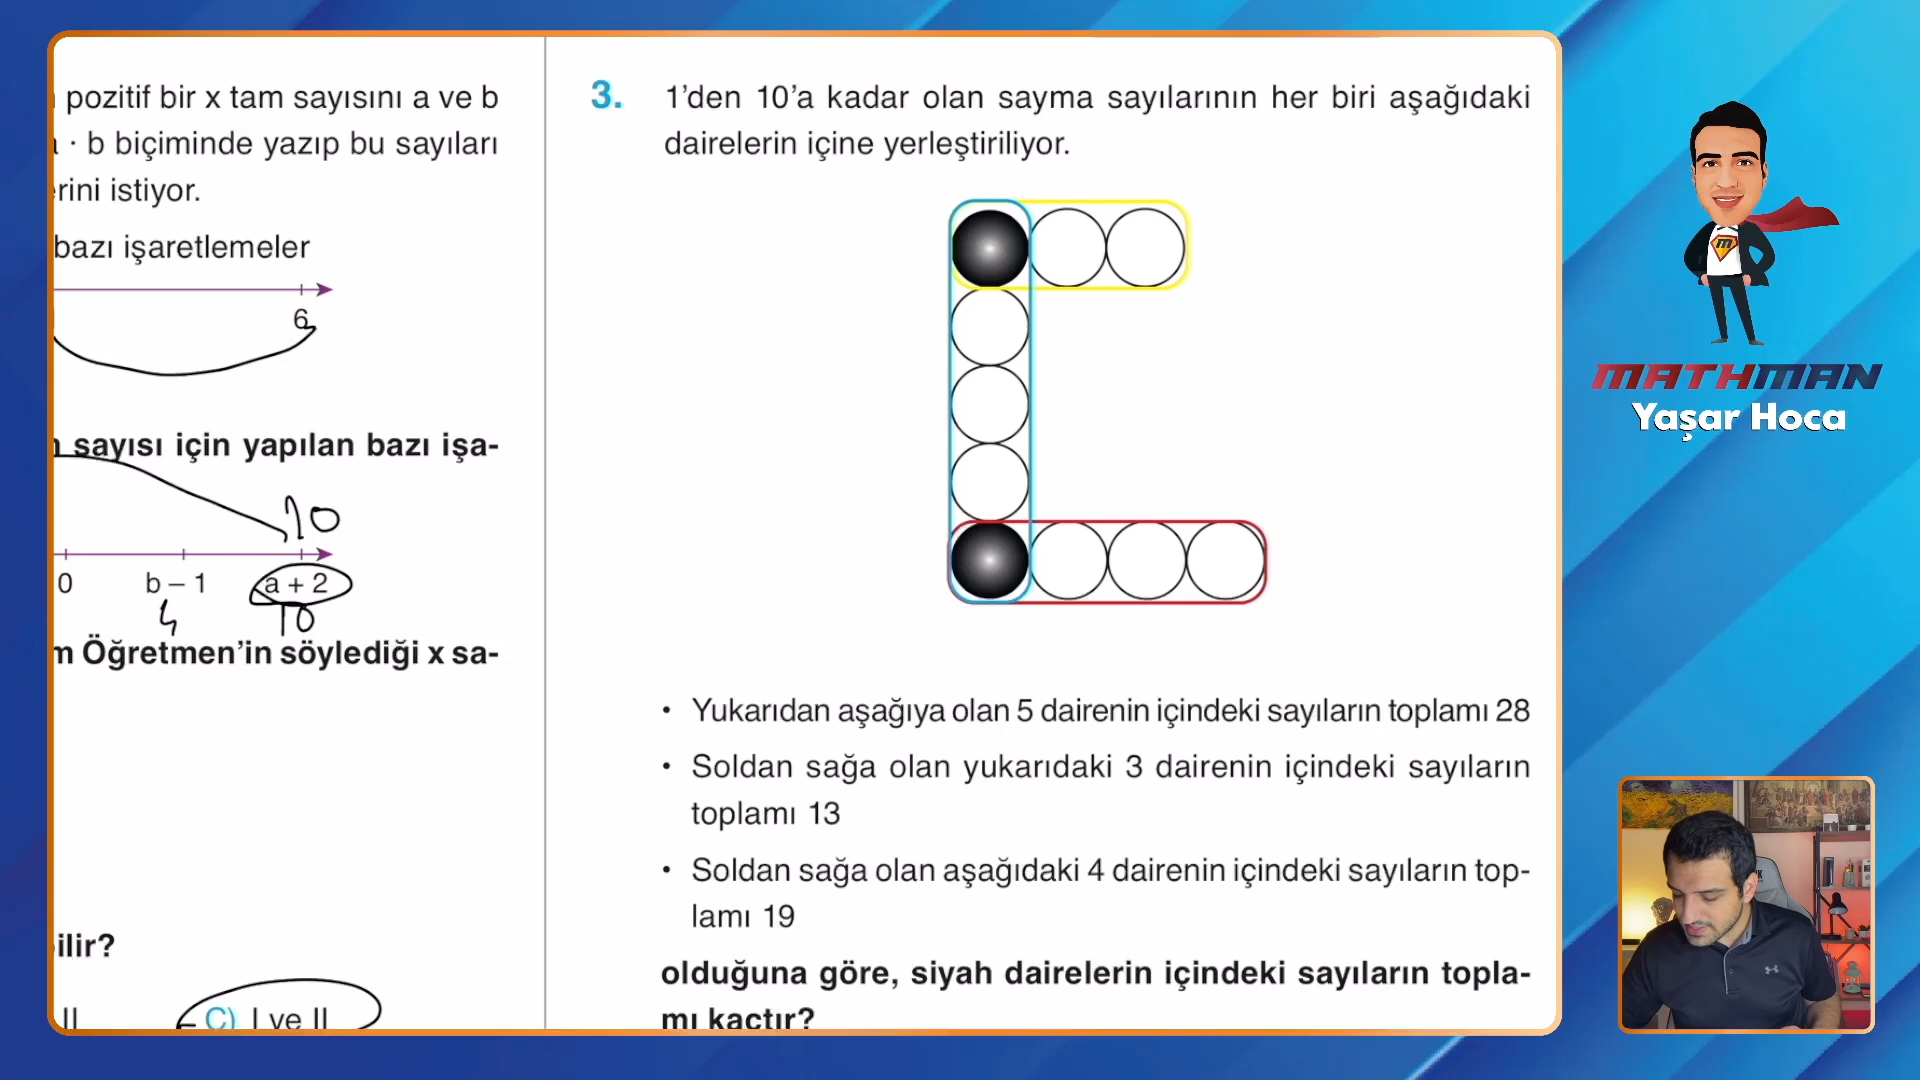 pozitif bir x tam sayısını a ve b
· b biçiminde yazıp bu sayıları
rini istiyor.
bazı işaretlemeler
6
sayısı için yapılan bazı işa-
10
0 b – 1 a + 2
4 10
m Öğretmen’in söylediği x sa-
ilir?
II C) I ve II
3. 1’den 10’a kadar olan sayma sayılarının her biri aşağıdaki
dairelerin içine yerleştiriliyor.
• Yukarıdan aşağıya olan 5 dairenin içindeki sayıların toplamı 28
• Soldan sağa olan yukarıdaki 3 dairenin içindeki sayıların
toplamı 13
• Soldan sağa olan aşağıdaki 4 dairenin içindeki sayıların top-
lamı 19
olduğuna göre, siyah dairelerin içindeki sayıların topla-
mı kaçtır?
m
MATHMAN
Yaşar Hoca